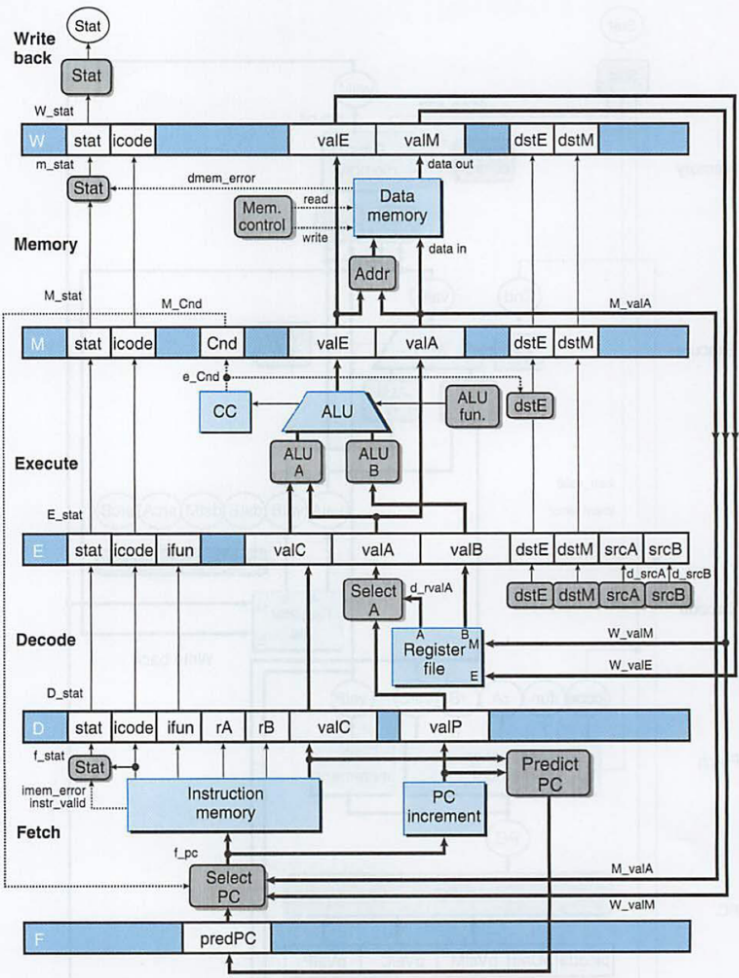 Stat
Write back
Stat
W_stat
W stat icode valE valM dstE dstM
m_stat
data out
Stat
dmem_error
Mem. control
read
write
Data memory
Memory
data in
Addr
M_stat
M_Cnd
M_valA
M stat icode Cnd valE valA dstE dstM
e_Cnd
CC
ALU
ALU fun.
dstE
ALU A
ALU B
Execute
E_stat
E stat icode ifun valC valA valB dstE dstM srcA srcB
Select A
d_rvalA
d_srcA
d_srcB
dstE dstM srcA srcB
A B
M
Register file
E
W_valM
W_valE
Decode
D_stat
D stat icode ifun rA rB valC valP
f_stat
Stat
imem_error
instr_valid
Instruction memory
PC increment
Predict PC
Fetch
f_pc
Select PC
M_valA
W_valM
F predPC